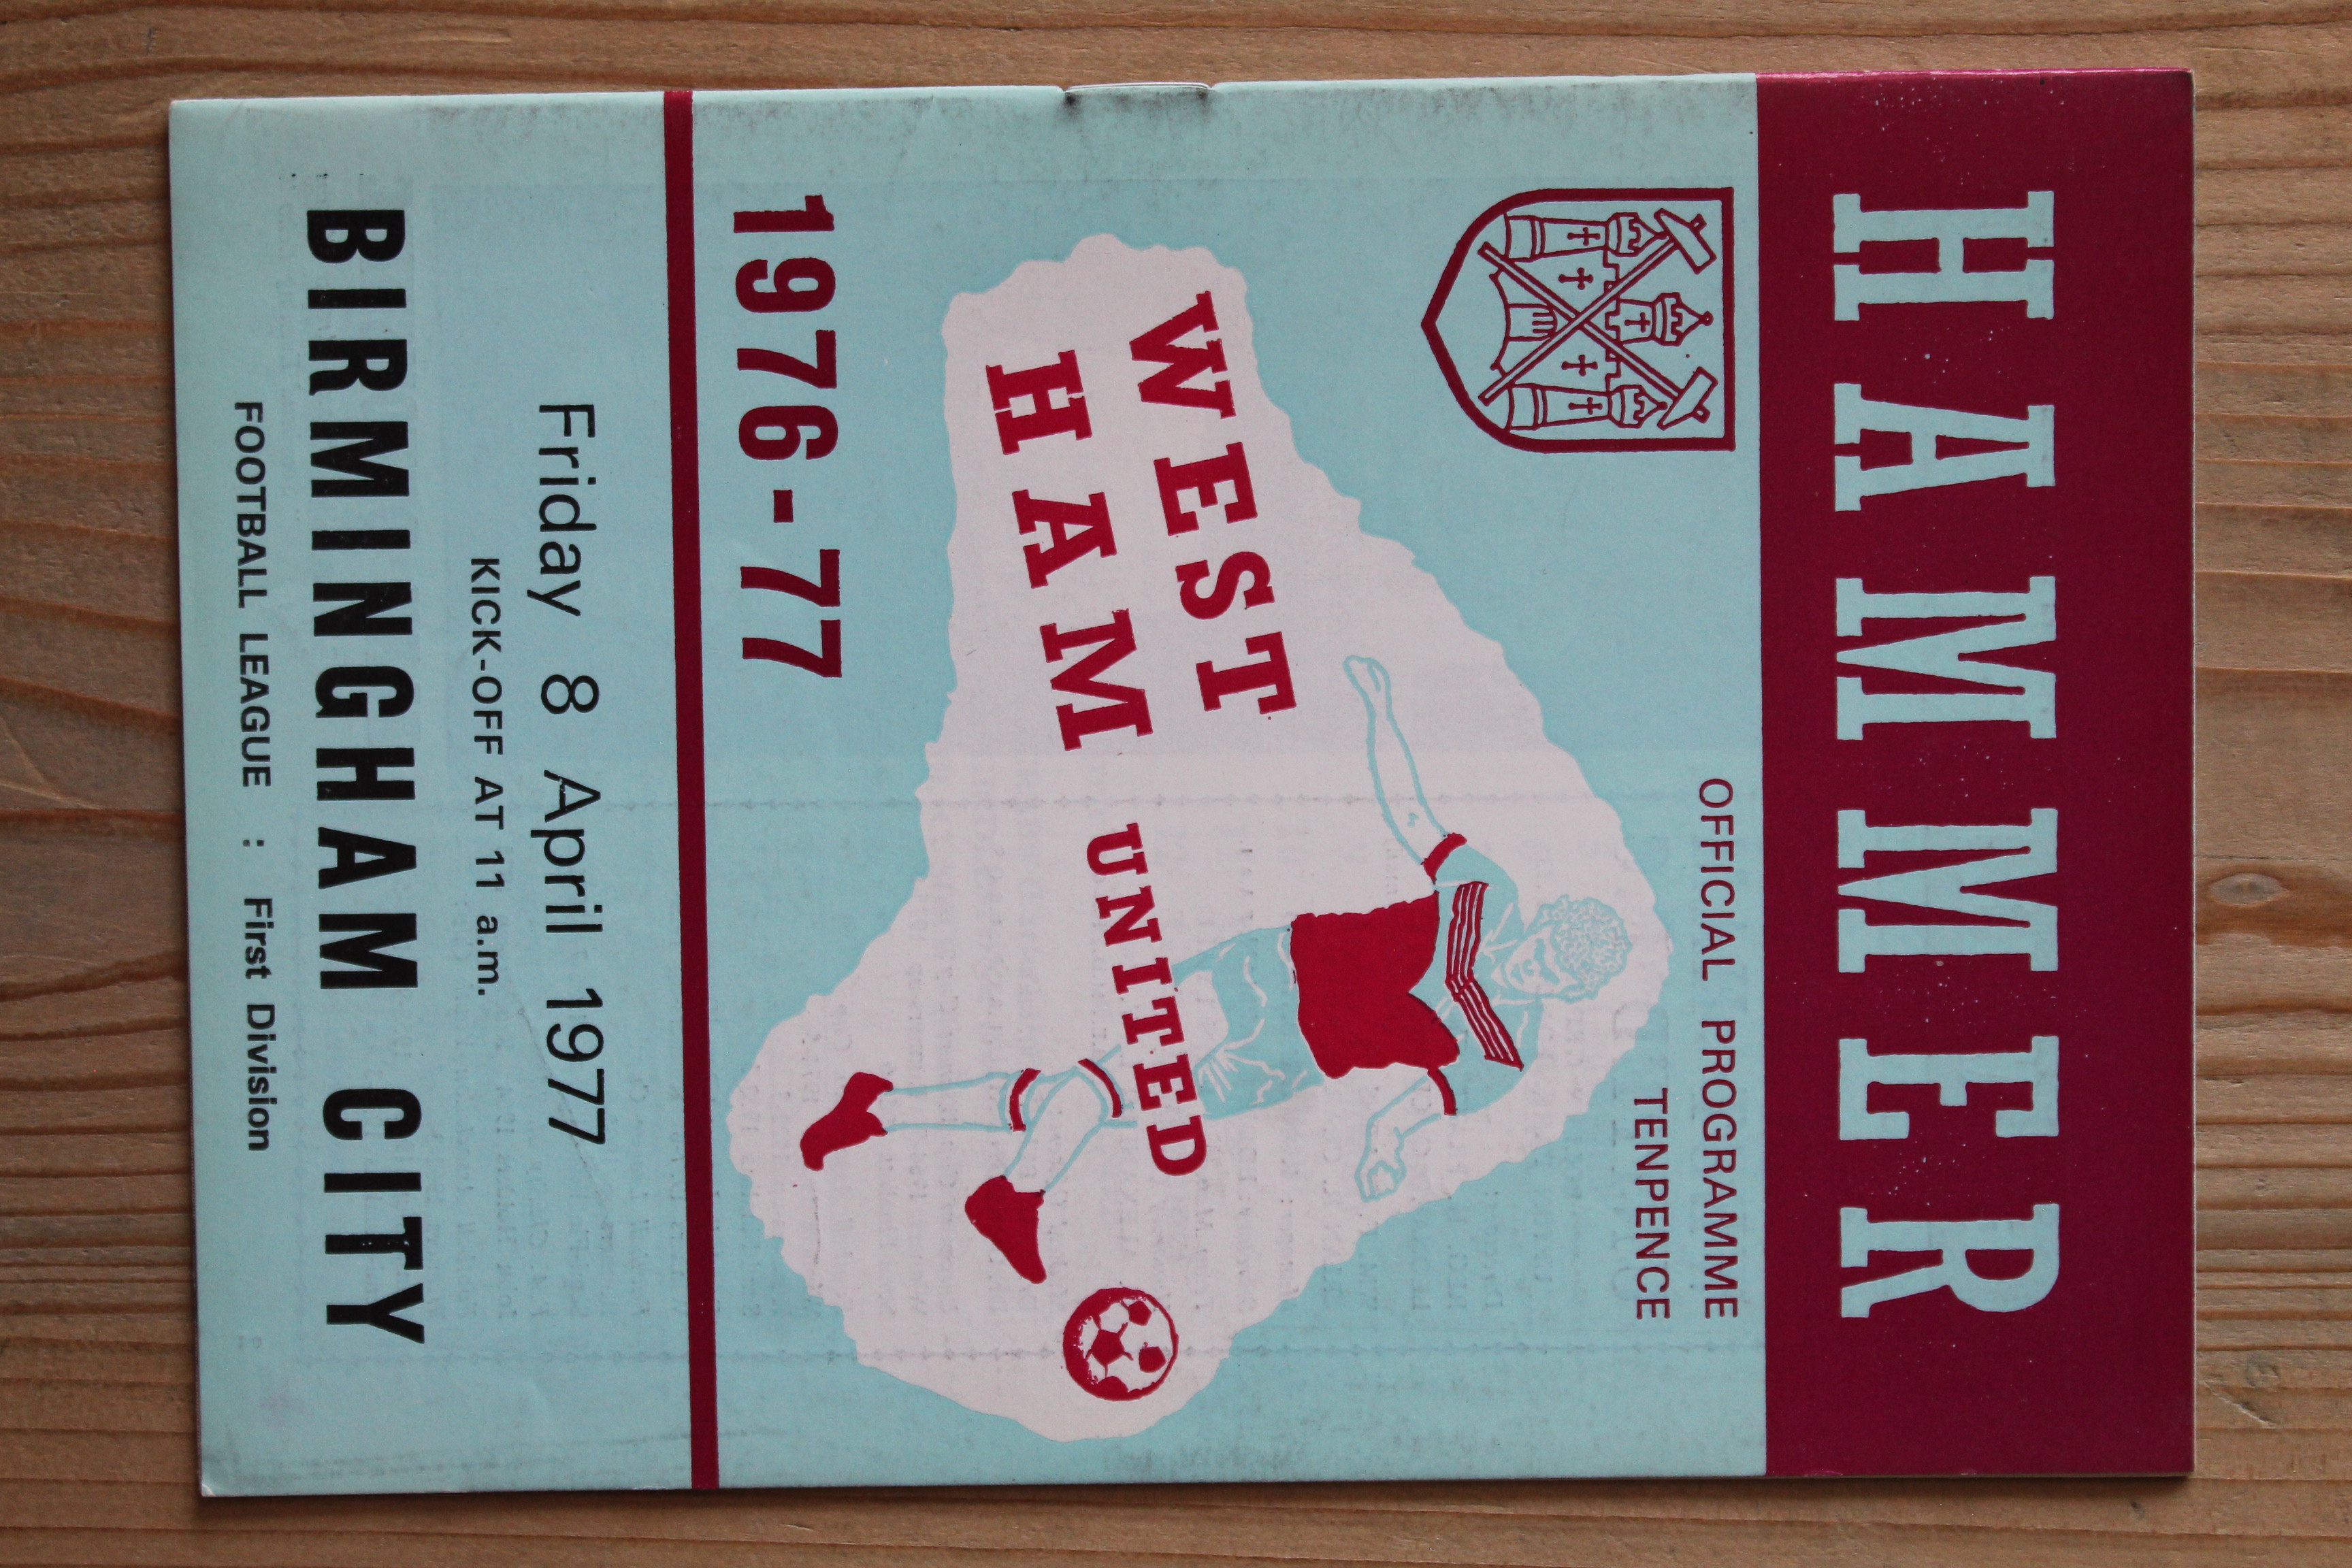 HAMMER
OFFICIAL PROGRAMME
TENPENCE
WEST
HAM UNITED
1976-77
Friday 8 April 1977
KICK-OFF AT 11 a.m.
BIRMINGHAM CITY
FOOTBALL LEAGUE : First Division